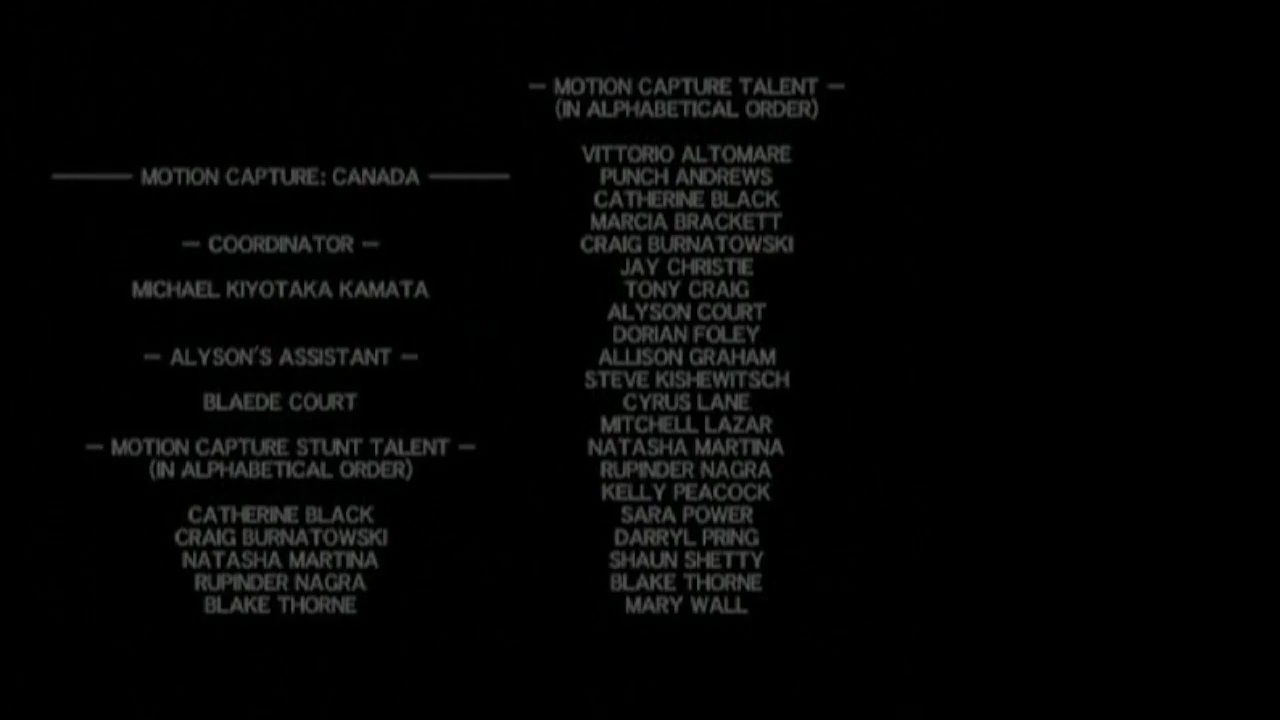 — MOTION CAPTURE: CANADA —
— COORDINATOR —
MICHAEL KIYOTAKA KAMATA
— ALYSON'S ASSISTANT —
BLAEDE COURT
— MOTION CAPTURE STUNT TALENT —
(IN ALPHABETICAL ORDER)
CATHERINE BLACK
CRAIG BURNATOWSKI
NATASHA MARTINA
RUPINDER NAGRA
BLAKE THORNE
— MOTION CAPTURE TALENT —
(IN ALPHABETICAL ORDER)
VITTORIO ALTOMARE
PUNCH ANDREWS
CATHERINE BLACK
MARCIA BRACKETT
CRAIG BURNATOWSKI
JAY CHRISTIE
TONY CRAIG
ALYSON COURT
DORIAN FOLEY
ALLISON GRAHAM
STEVE KISHEWITSCH
CYRUS LANE
MITCHELL LAZAR
NATASHA MARTINA
RUPINDER NAGRA
KELLY PEACOCK
SARA POWER
DARRYL PRING
SHAUN SHETTY
BLAKE THORNE
MARY WALL